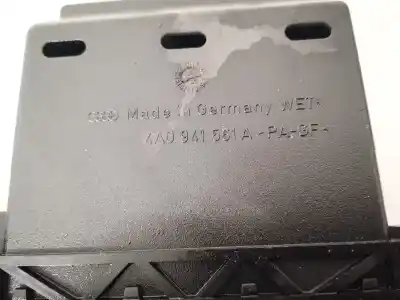 Made in Germany WET
4A0 941 561 A -PA-GF-